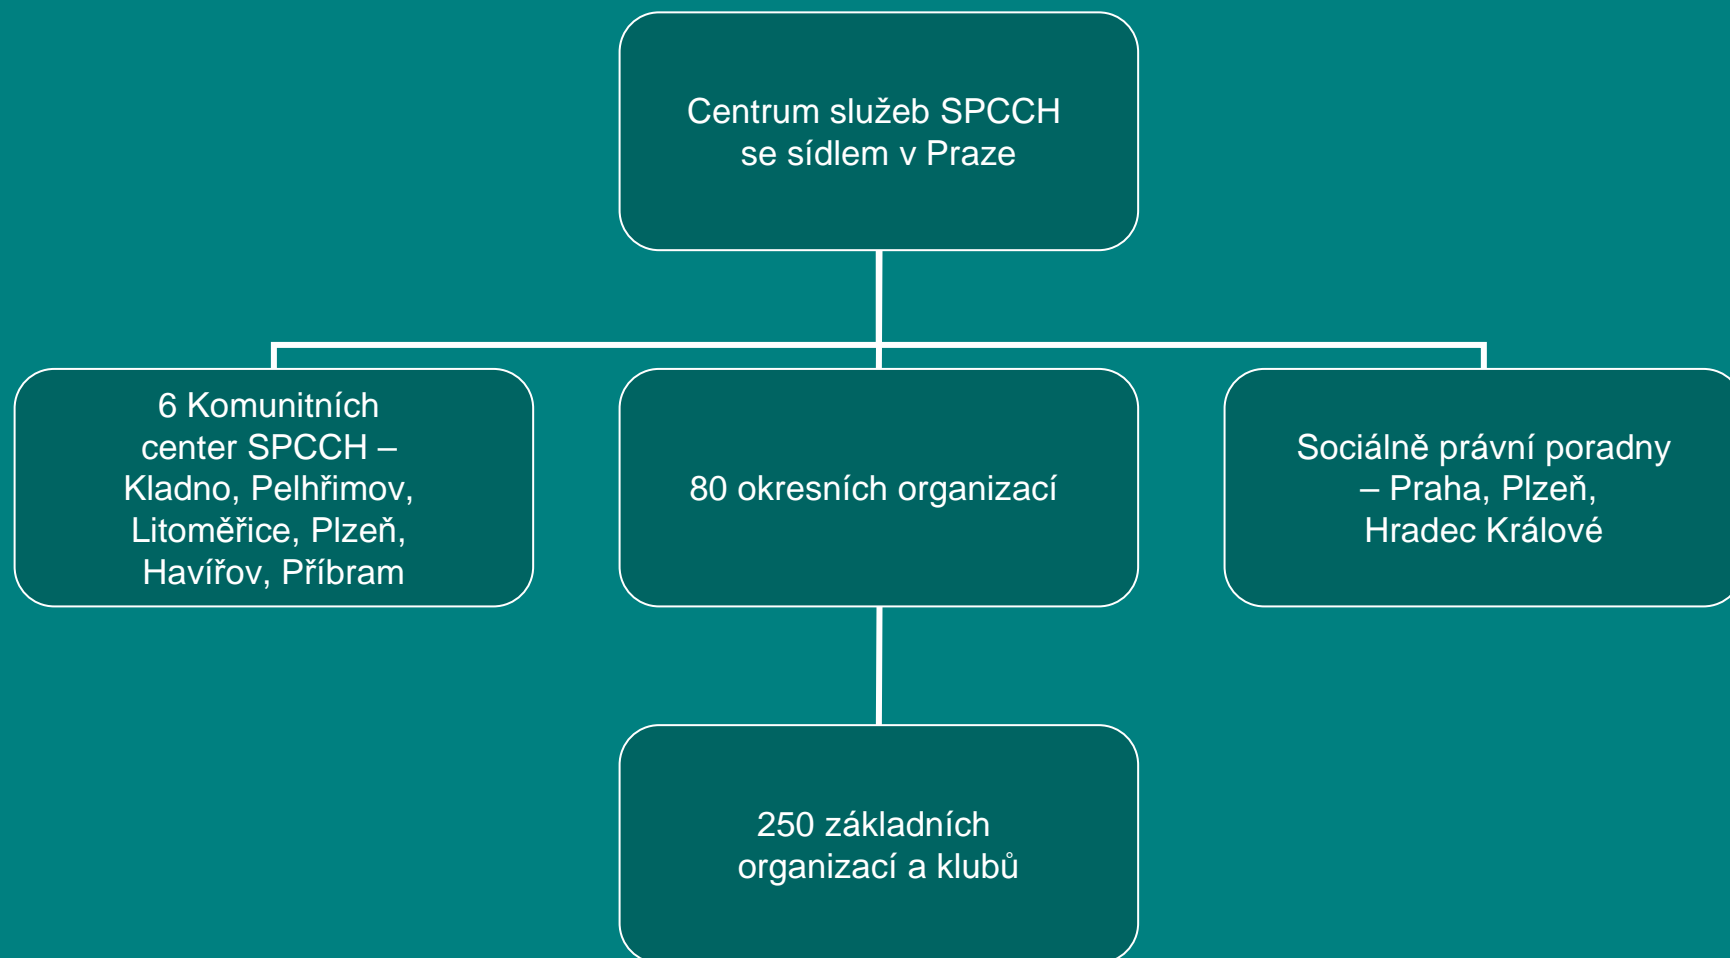 Centrum služeb SPCCH
se sídlem v Praze
6 Komunitních
center SPCCH –
Kladno, Pelhřimov,
Litoměřice, Plzeň,
Havířov, Příbram
80 okresních organizací
Sociálně právní poradny
– Praha, Plzeň,
Hradec Králové
250 základních
organizací a klubů